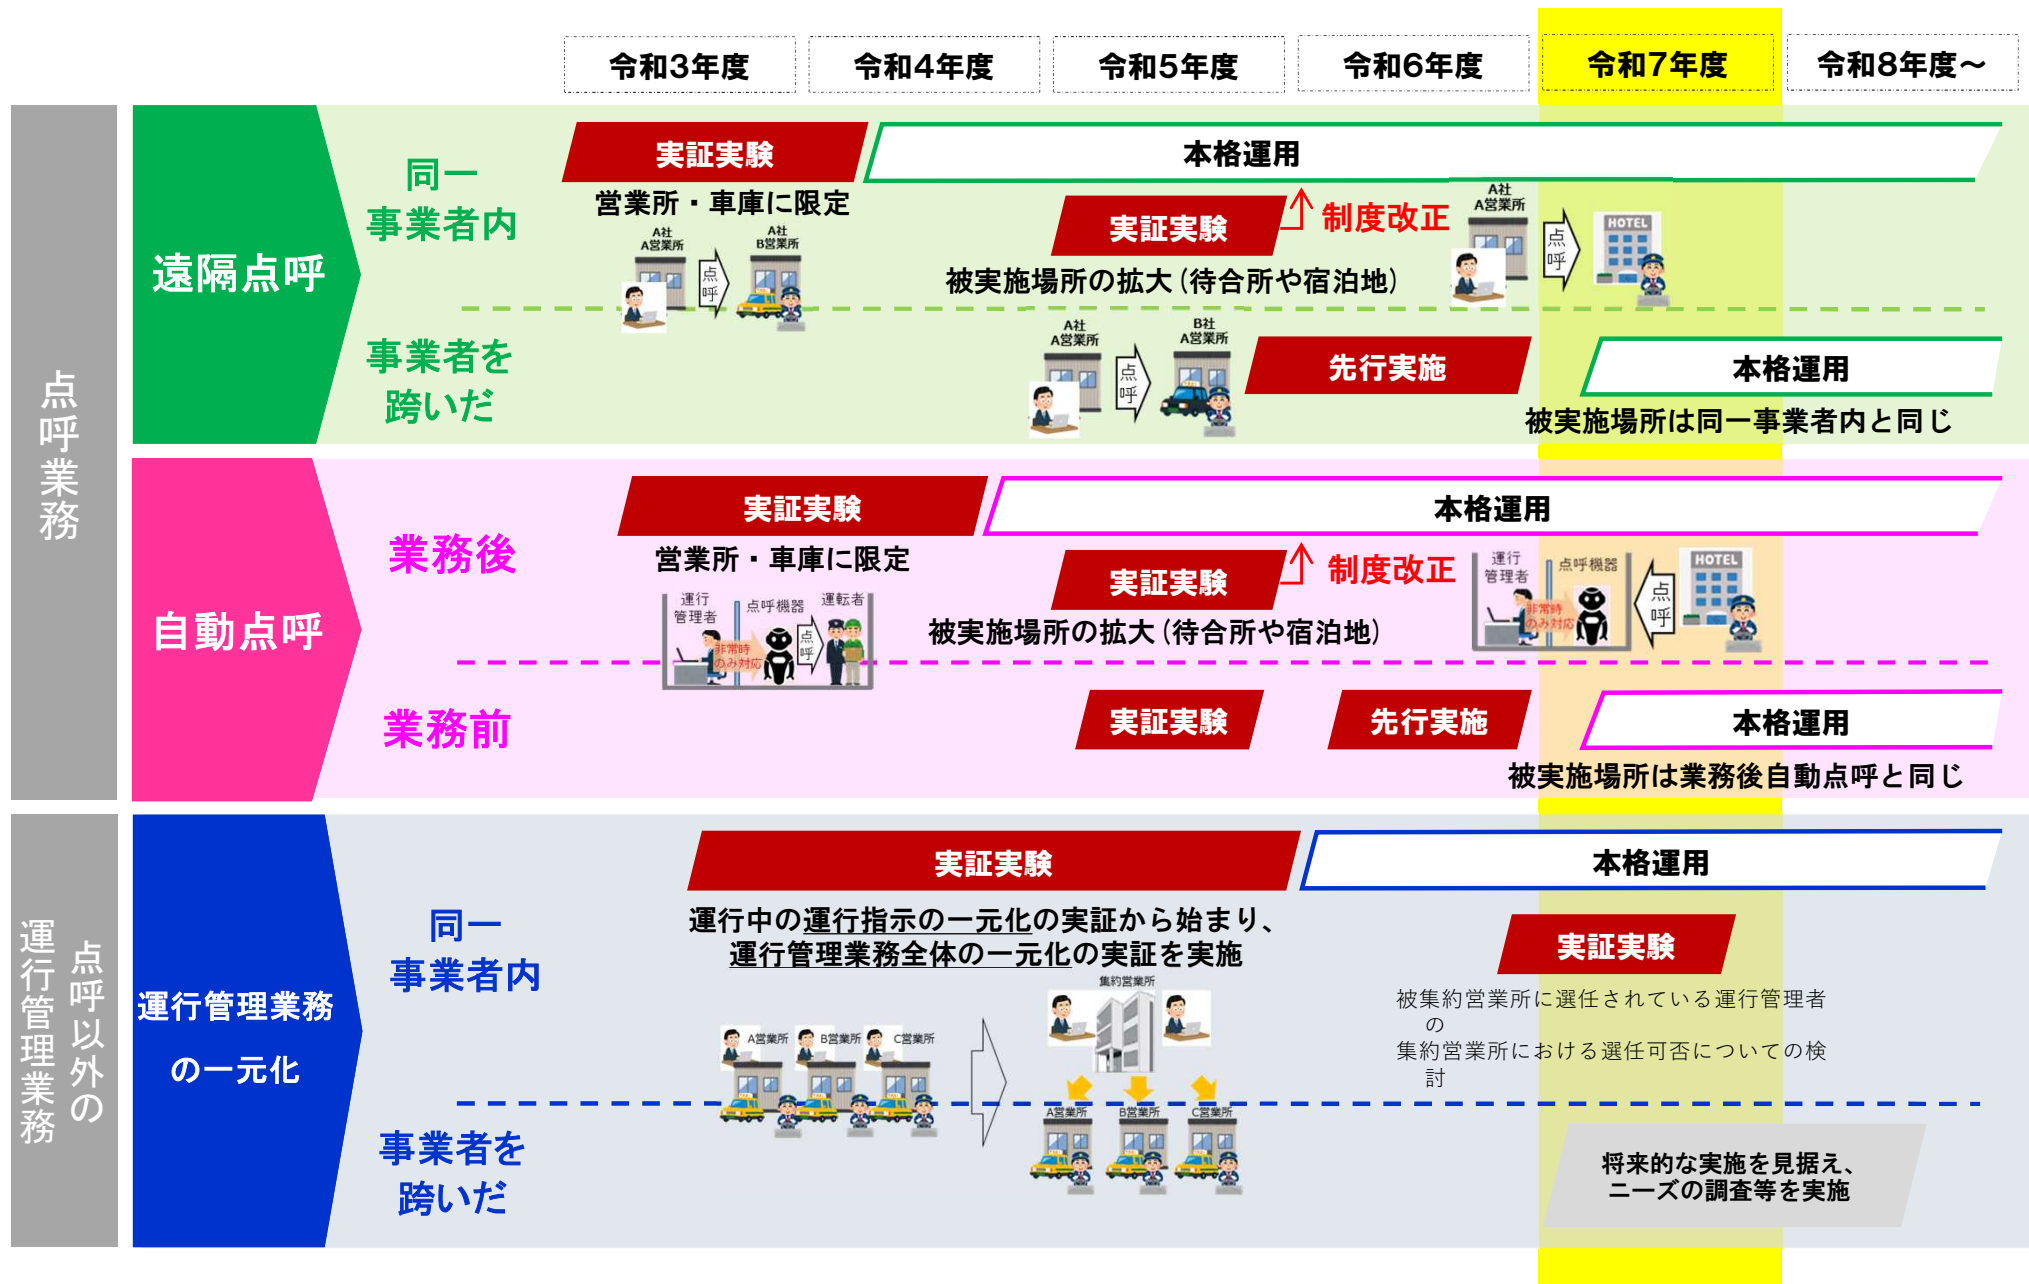 令和3年度
令和4年度
令和5年度
令和6年度
令和7年度
令和8年度～
点呼業務
遠隔点呼
同一
事業者内
実証実験
本格運用
営業所・車庫に限定
A社
A営業所
点呼
A社
B営業所
実証実験
制度改正
被実施場所の拡大（待合所や宿泊地）
A社
A営業所
点呼
HOTEL
事業者を
跨いだ
A社
A営業所
点呼
B社
A営業所
先行実施
本格運用
被実施場所は同一事業者内と同じ
自動点呼
業務後
実証実験
本格運用
営業所・車庫に限定
運行
管理者
点呼機器
運転者
非常時
のみ対応
点呼
実証実験
制度改正
被実施場所の拡大（待合所や宿泊地）
運行
管理者
点呼機器
非常時
のみ対応
点呼
HOTEL
業務前
実証実験
先行実施
本格運用
被実施場所は業務後自動点呼と同じ
点呼以外の
運行管理業務
運行管理業務
の一元化
同一
事業者内
実証実験
本格運用
運行中の運行指示の一元化の実証から始まり、
運行管理業務全体の一元化の実証を実施
A営業所
B営業所
C営業所
集約営業所
A営業所
B営業所
C営業所
実証実験
被集約営業所に選任されている運行管理者
の
集約営業所における選任可否についての検
討
事業者を
跨いだ
将来的な実施を見据え、
ニーズの調査等を実施